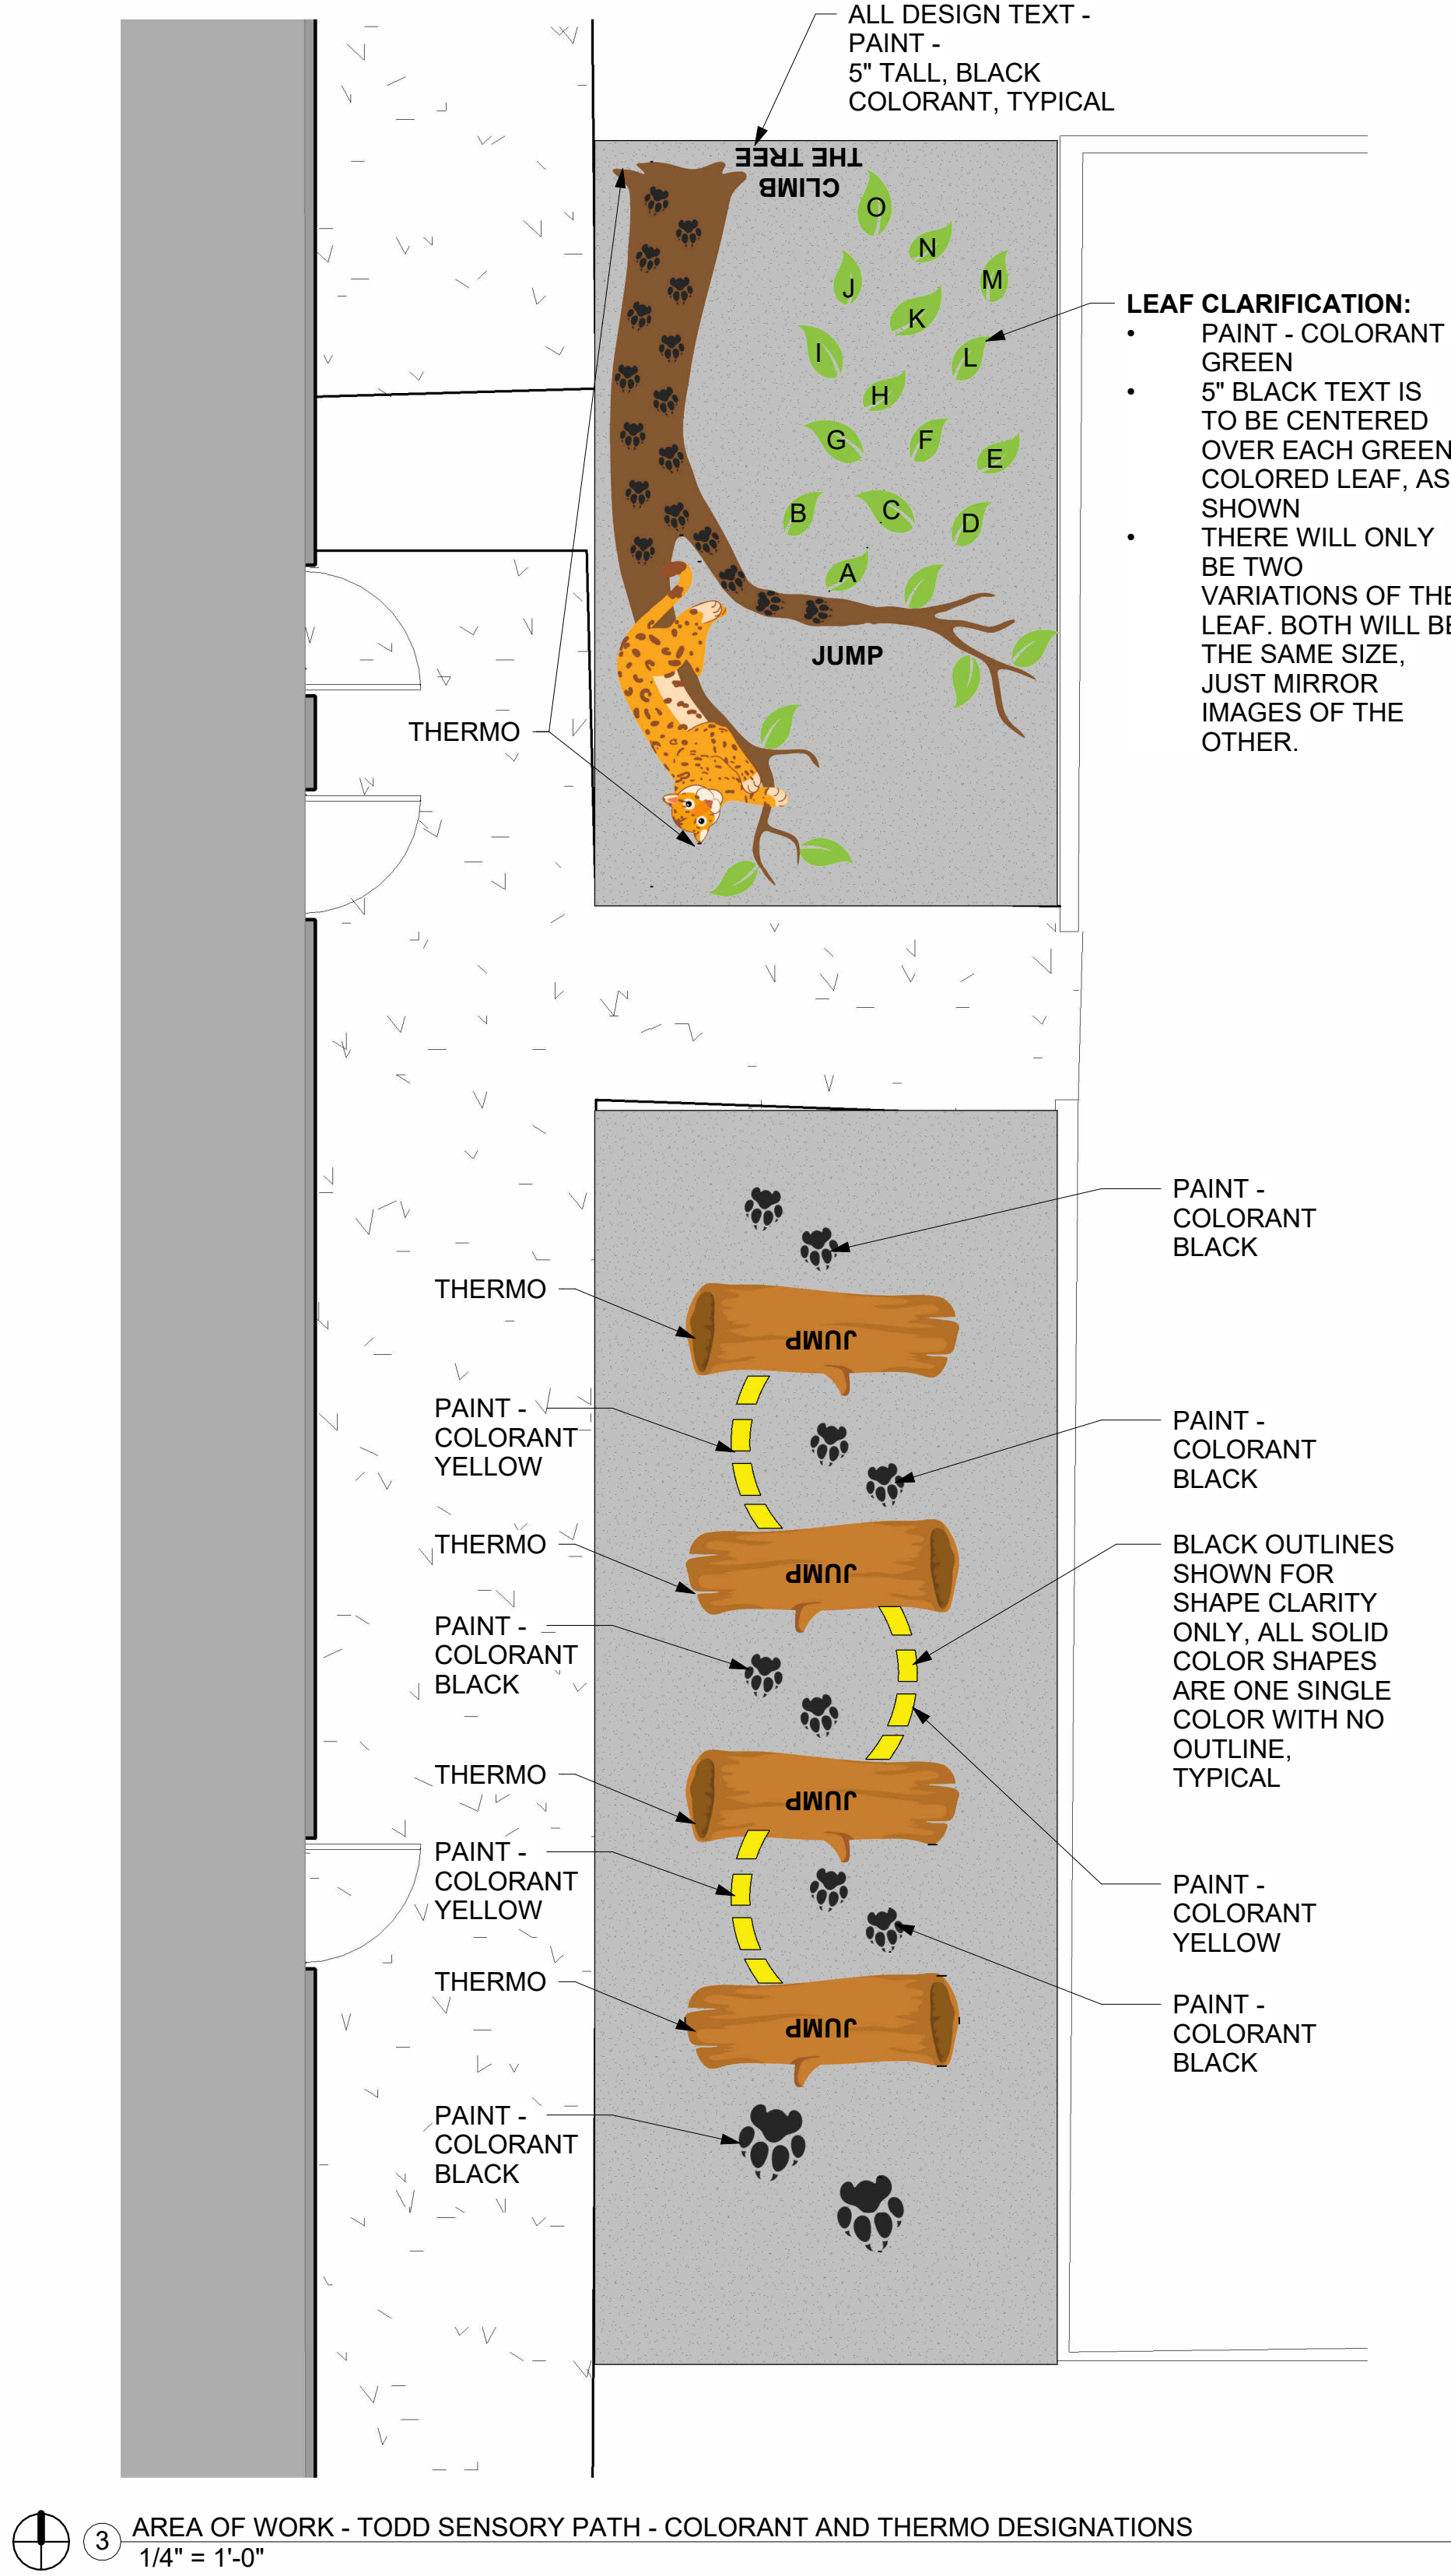 ALL DESIGN TEXT -
PAINT -
5" TALL, BLACK
COLORANT, TYPICAL
CLIMB
THE TREE
O
N
M
J
K
L
I
H
G
F
E
B
C
D
A
JUMP
THERMO
LEAF CLARIFICATION:
• PAINT - COLORANT
GREEN
• 5" BLACK TEXT IS
TO BE CENTERED
OVER EACH GREEN
COLORED LEAF, AS
SHOWN
• THERE WILL ONLY
BE TWO
VARIATIONS OF THE
LEAF. BOTH WILL BE
THE SAME SIZE,
JUST MIRROR
IMAGES OF THE
OTHER.
PAINT -
COLORANT
BLACK
THERMO
JUMP
PAINT -
COLORANT
YELLOW
PAINT -
COLORANT
BLACK
THERMO
JUMP
BLACK OUTLINES
SHOWN FOR
SHAPE CLARITY
ONLY, ALL SOLID
COLOR SHAPES
ARE ONE SINGLE
COLOR WITH NO
OUTLINE,
TYPICAL
PAINT -
COLORANT
BLACK
THERMO
JUMP
PAINT -
COLORANT
YELLOW
PAINT -
COLORANT
YELLOW
THERMO
JUMP
PAINT -
COLORANT
BLACK
PAINT -
COLORANT
BLACK
3 AREA OF WORK - TODD SENSORY PATH - COLORANT AND THERMO DESIGNATIONS
1/4" = 1'-0"